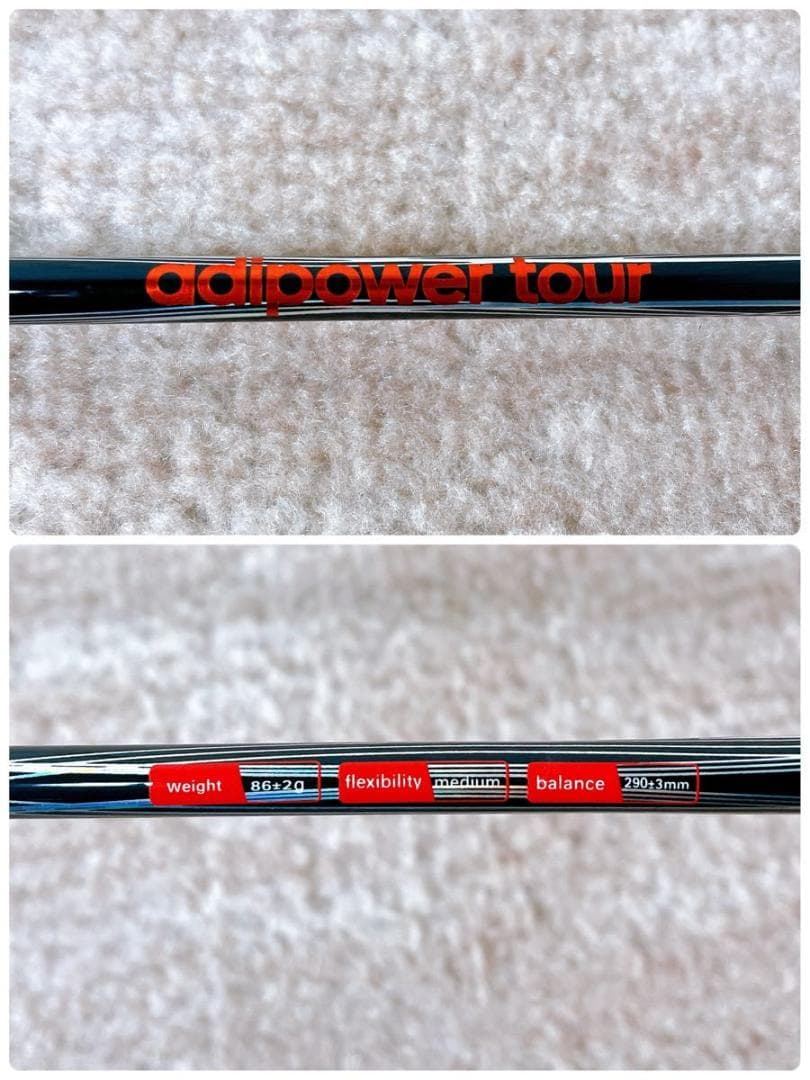 adipower tour
weight 86±2g flexibility medium balance 290±3mm